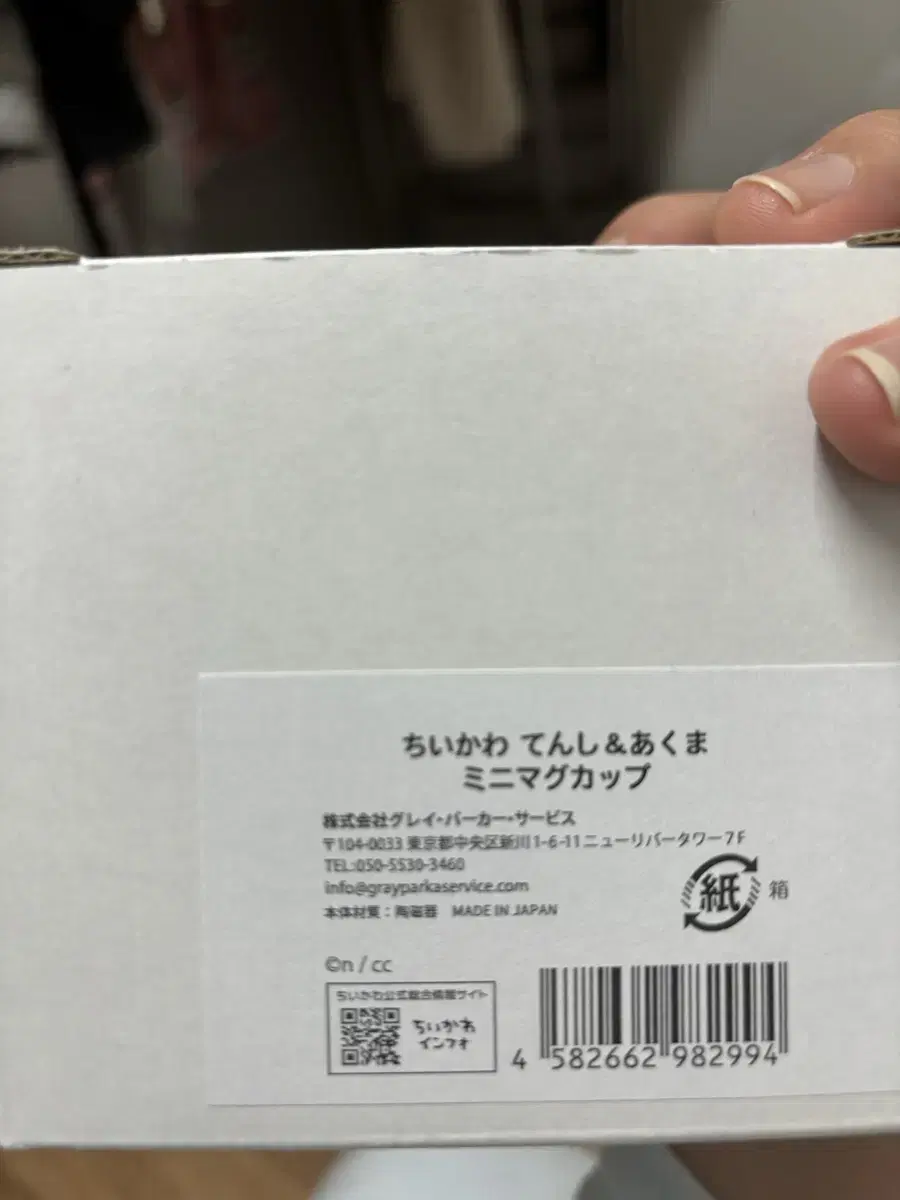 ちいかわ てんし＆あくま
ミニマグカップ
株式会社グレイ・パーカー・サービス
〒104-0033 東京都中央区新川1-6-11ニューリバータワー7F
TEL:050-5530-3460
info@grayparkaservice.com
本体材質：陶磁器 MADE IN JAPAN
紙 箱
©n / cc
ちいかわ公式総合情報サイト
ちいかわ
インフォ
4 582662 982994